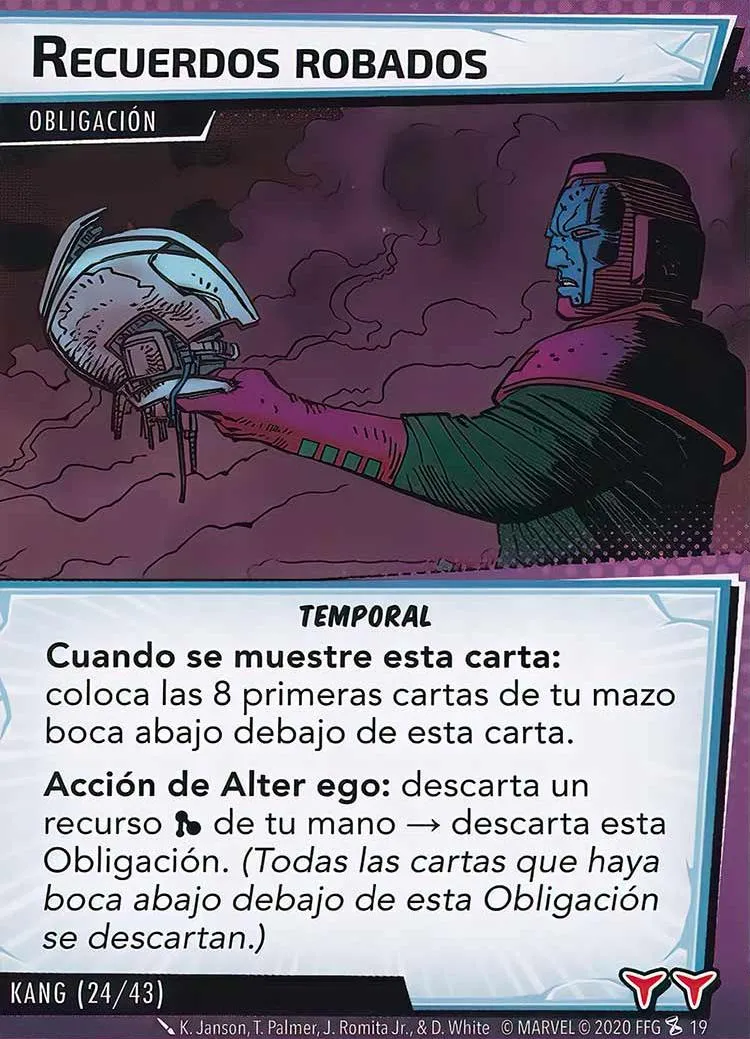 RECUERDOS ROBADOS
OBLIGACIÓN
TEMPORAL
Cuando se muestre esta carta:
coloca las 8 primeras cartas de tu mazo
boca abajo debajo de esta carta.
Acción de Alter ego: descarta un
recurso de tu mano → descarta esta
Obligación. (Todas las cartas que haya
boca abajo debajo de esta Obligación
se descartan.)
KANG (24/43)
K. Janson, T. Palmer, J. Romita Jr., & D. White © MARVEL © 2020 FFG 19